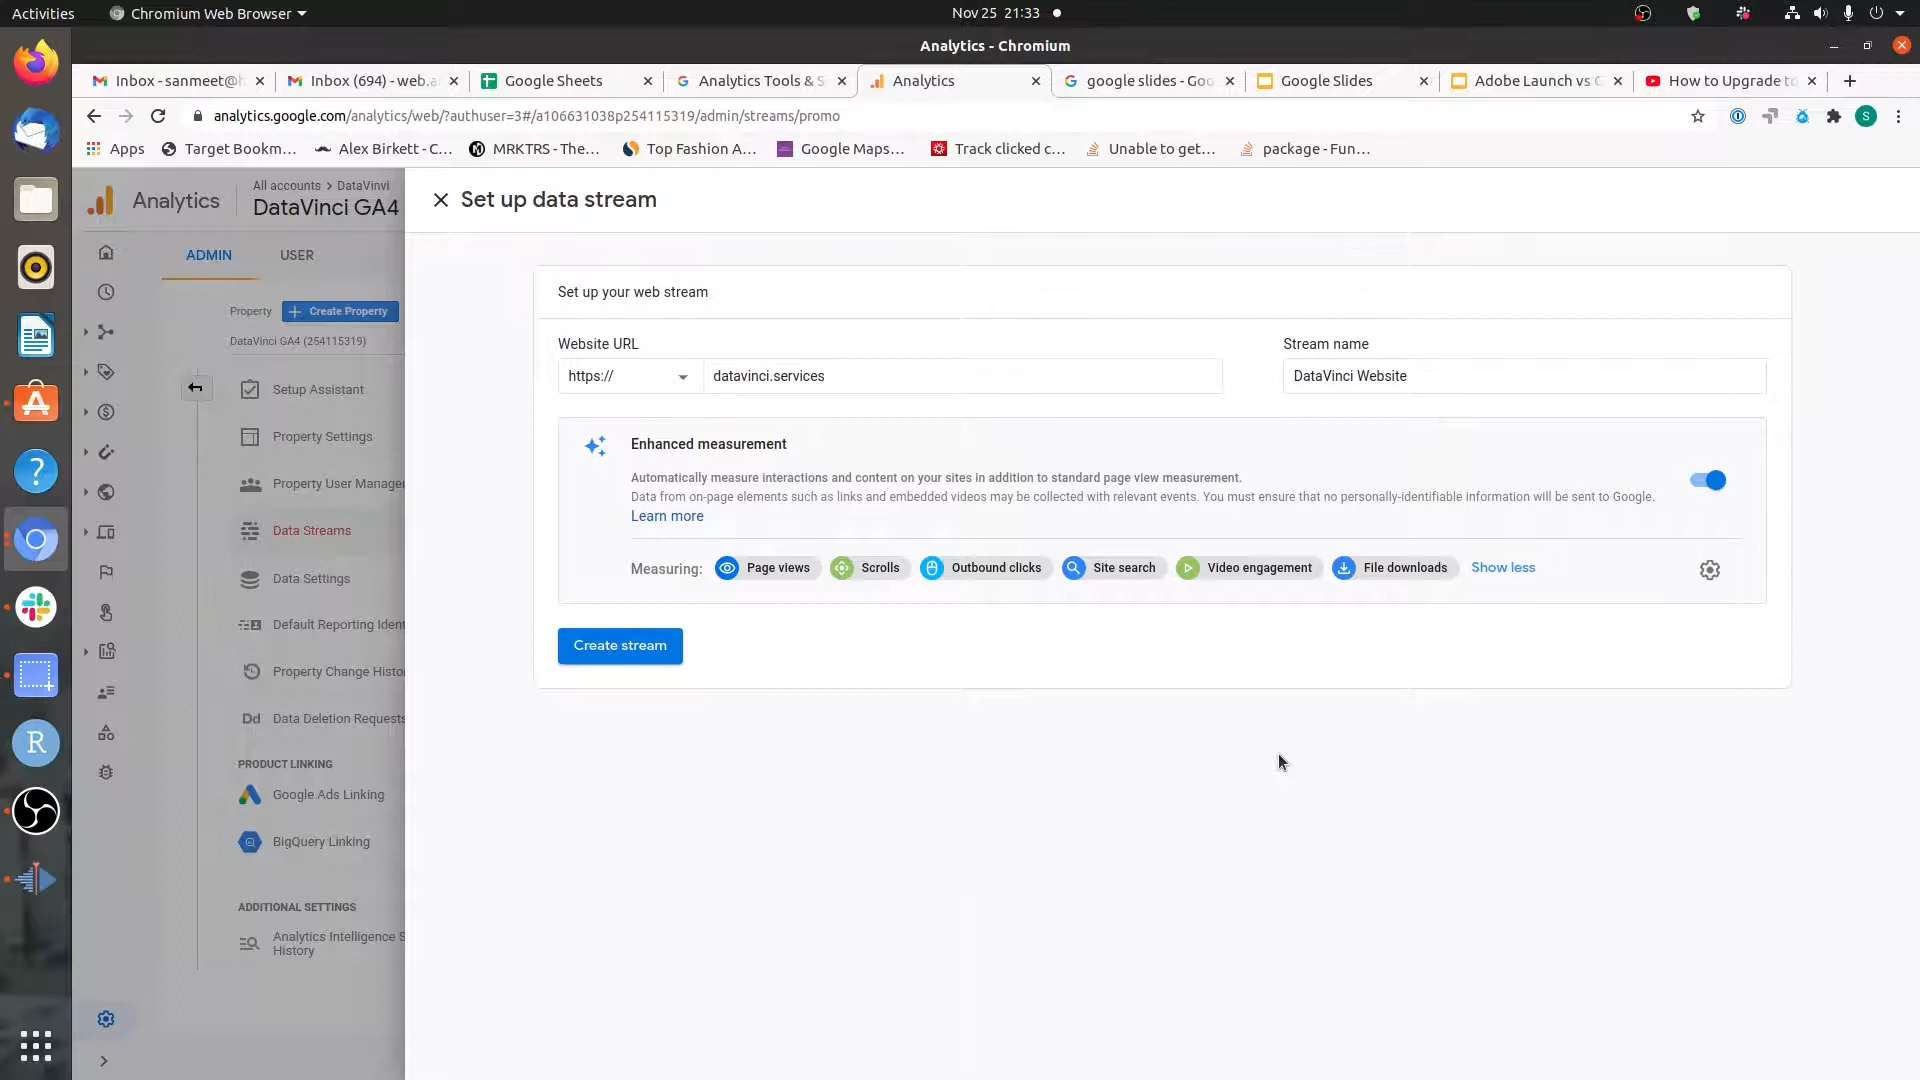 Activities
Chromium Web Browser
Nov 25 21:33
Analytics - Chromium
Inbox - sanmeet@
Inbox (694) - web.a
Google Sheets
Analytics Tools & S
Analytics
google slides - Goo
Google Slides
Adobe Launch vs G
How to Upgrade to
analytics.google.com/analytics/web/?authuser=3#/a106631038p254115319/admin/streams/promo
S
Apps
Target Bookm...
Alex Birkett - C...
MRKTRS - The...
Top Fashion A...
Google Maps...
Track clicked c...
Unable to get...
package - Fun...
Analytics
All accounts > DataVinvi
DataVinci GA4
ADMIN
USER
Property
Create Property
DataVinci GA4 (254115319)
Setup Assistant
Property Settings
Property User Manager
Data Streams
Data Settings
Default Reporting Ident
Property Change Histo
Dd Data Deletion Requests
PRODUCT LINKING
Google Ads Linking
BigQuery Linking
ADDITIONAL SETTINGS
Analytics Intelligence S
History
Set up data stream
Set up your web stream
Website URL
Stream name
https://
datavinci.services
DataVinci Website
Enhanced measurement
Automatically measure interactions and content on your sites in addition to standard page view measurement.
Data from on-page elements such as links and embedded videos may be collected with relevant events. You must ensure that no personally-identifiable information will be sent to Google.
Learn more
Measuring:
Page views
Scrolls
Outbound clicks
Site search
Video engagement
File downloads
Show less
Create stream